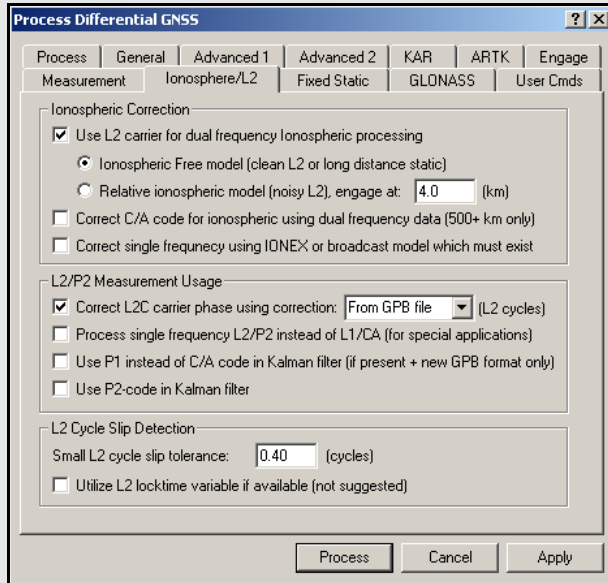 Process Differential GNSS
Process General Advanced 1 Advanced 2 KAR ARTK Engage
Measurement Ionosphere/L2 Fixed Static GLONASS User Cmds
Ionospheric Correction
Use L2 carrier for dual frequency Ionospheric processing
Ionospheric Free model (clean L2 or long distance static)
Relative ionospheric model (noisy L2), engage at: 4.0 (km)
Correct C/A code for ionospheric using dual frequency data (500+ km only)
Correct single frequnecy using IONEX or broadcast model which must exist
L2/P2 Measurement Usage
Correct L2C carrier phase using correction: From GPB file (L2 cycles)
Process single frequency L2/P2 instead of L1/CA (for special applications)
Use P1 instead of C/A code in Kalman filter (if present + new GPB format only)
Use P2-code in Kalman filter
L2 Cycle Slip Detection
Small L2 cycle slip tolerance: 0.40 (cycles)
Utilize L2 locktime variable if available (not suggested)
Process Cancel Apply